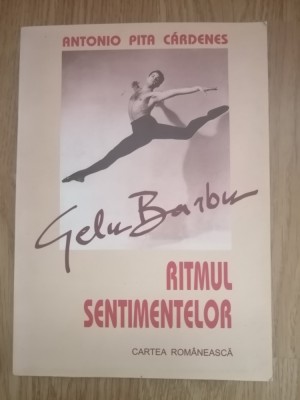 ANTONIO PITA CÁRDENES
Gelu Barbu
RITMUL
SENTIMENTELOR
CARTEA ROMÂNEASCĂ